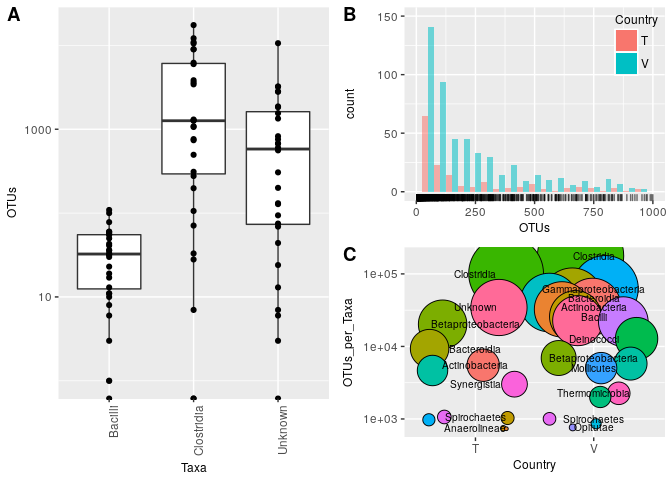 A
OTUs
1000
10
Bacilli
Clostridia
Unknown
Taxa
B
count
150
100
50
0
0
250
500
750
1000
OTUs
Country
T
V
C
OTUs_per_Taxa
1e+05
1e+04
1e+03
Clostridia
Clostridia
Gammaproteobacteria
Bacteroidia
Unknown
Actinobacteria
Bacilli
Betaproteobacteria
Deinococci
Bacteroidia
Betaproteobacteria
Actinobacteria
Mollicutes
Synergistia
Thermomicrobia
Spirochaetes
Spirochaetes
Anaerolineae
Opitutae
T
V
Country